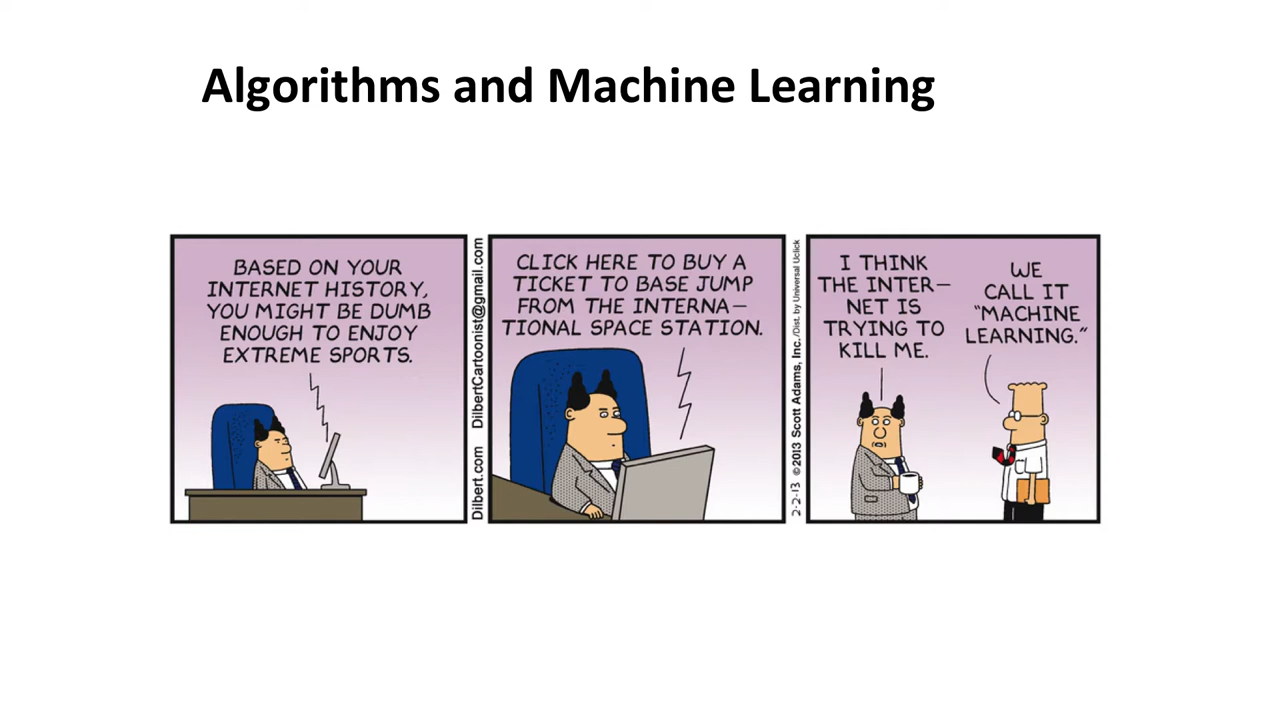 Algorithms and Machine Learning
BASED ON YOUR
INTERNET HISTORY,
YOU MIGHT BE DUMB
ENOUGH TO ENJOY
EXTREME SPORTS.
Dilbert.com DilbertCartoonist@gmail.com
CLICK HERE TO BUY A
TICKET TO BASE JUMP
FROM THE INTERNA-
TIONAL SPACE STATION.
2-2-13 ©2013 Scott Adams, Inc./Dist. by Universal Uclick
I THINK
THE INTER-
NET IS
TRYING TO
KILL ME.
WE
CALL IT
"MACHINE
LEARNING."